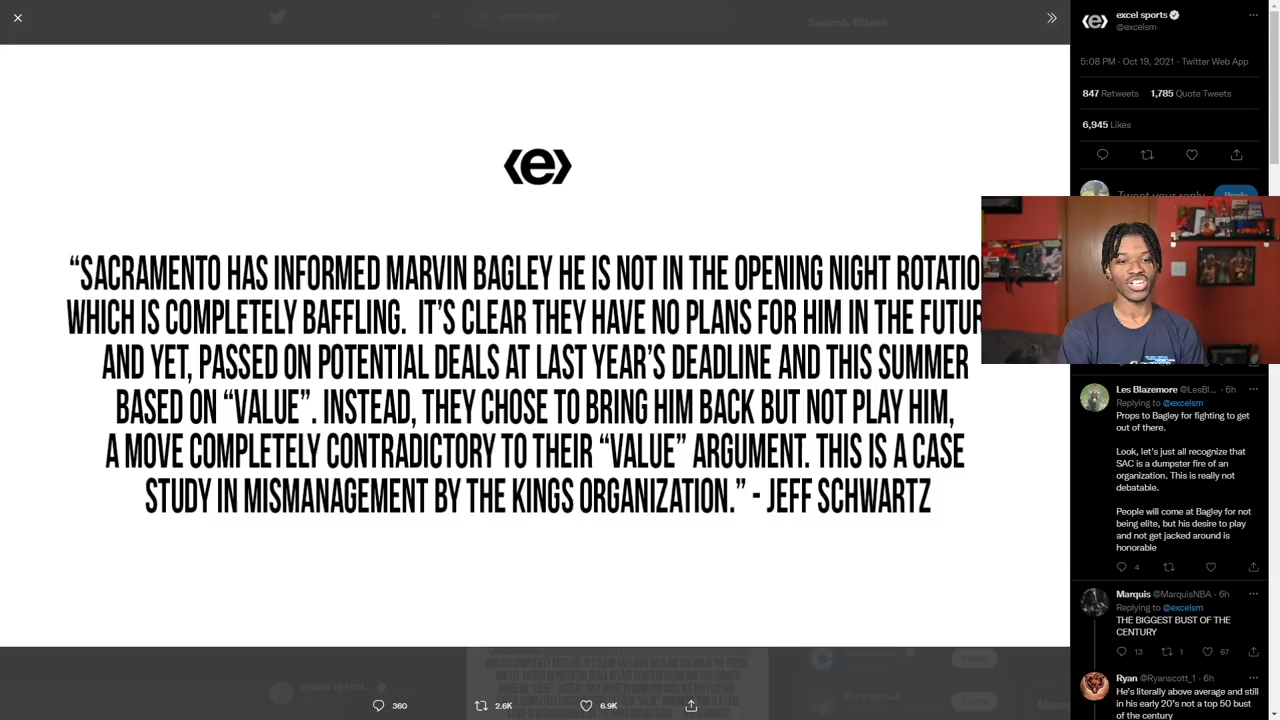 excel sports
@excelsm
Search filters
5:08 PM · Oct 19, 2021 · Twitter Web App
847 Retweets 1,785 Quote Tweets
6,945 Likes
Tweet your reply Reply
e
“SACRAMENTO HAS INFORMED MARVIN BAGLEY HE IS NOT IN THE OPENING NIGHT ROTATIO
WHICH IS COMPLETELY BAFFLING. IT’S CLEAR THEY HAVE NO PLANS FOR HIM IN THE FUTUR
AND YET, PASSED ON POTENTIAL DEALS AT LAST YEAR’S DEADLINE AND THIS SUMMER
BASED ON “VALUE”. INSTEAD, THEY CHOSE TO BRING HIM BACK BUT NOT PLAY HIM,
A MOVE COMPLETELY CONTRADICTORY TO THEIR “VALUE” ARGUMENT. THIS IS A CASE
STUDY IN MISMANAGEMENT BY THE KINGS ORGANIZATION.” - JEFF SCHWARTZ
360 2.6K 6.9K
Les Blazemore @LesBl... · 6h
Replying to @excelsm
Props to Bagley for fighting to get
out of there.
Look, let's just all recognize that
SAC is a dumpster fire of an
organization. This is really not
debatable.
People will come at Bagley for not
being elite, but his desire to play
and not get jacked around is
honorable
4
Marquis @MarquisNBA · 6h
Replying to @excelsm
THE BIGGEST BUST OF THE
CENTURY
13 1 67
Ryan @Ryanscott_1 · 6h
He's literally above average and still
in his early 20's not a top 50 bust
of the century